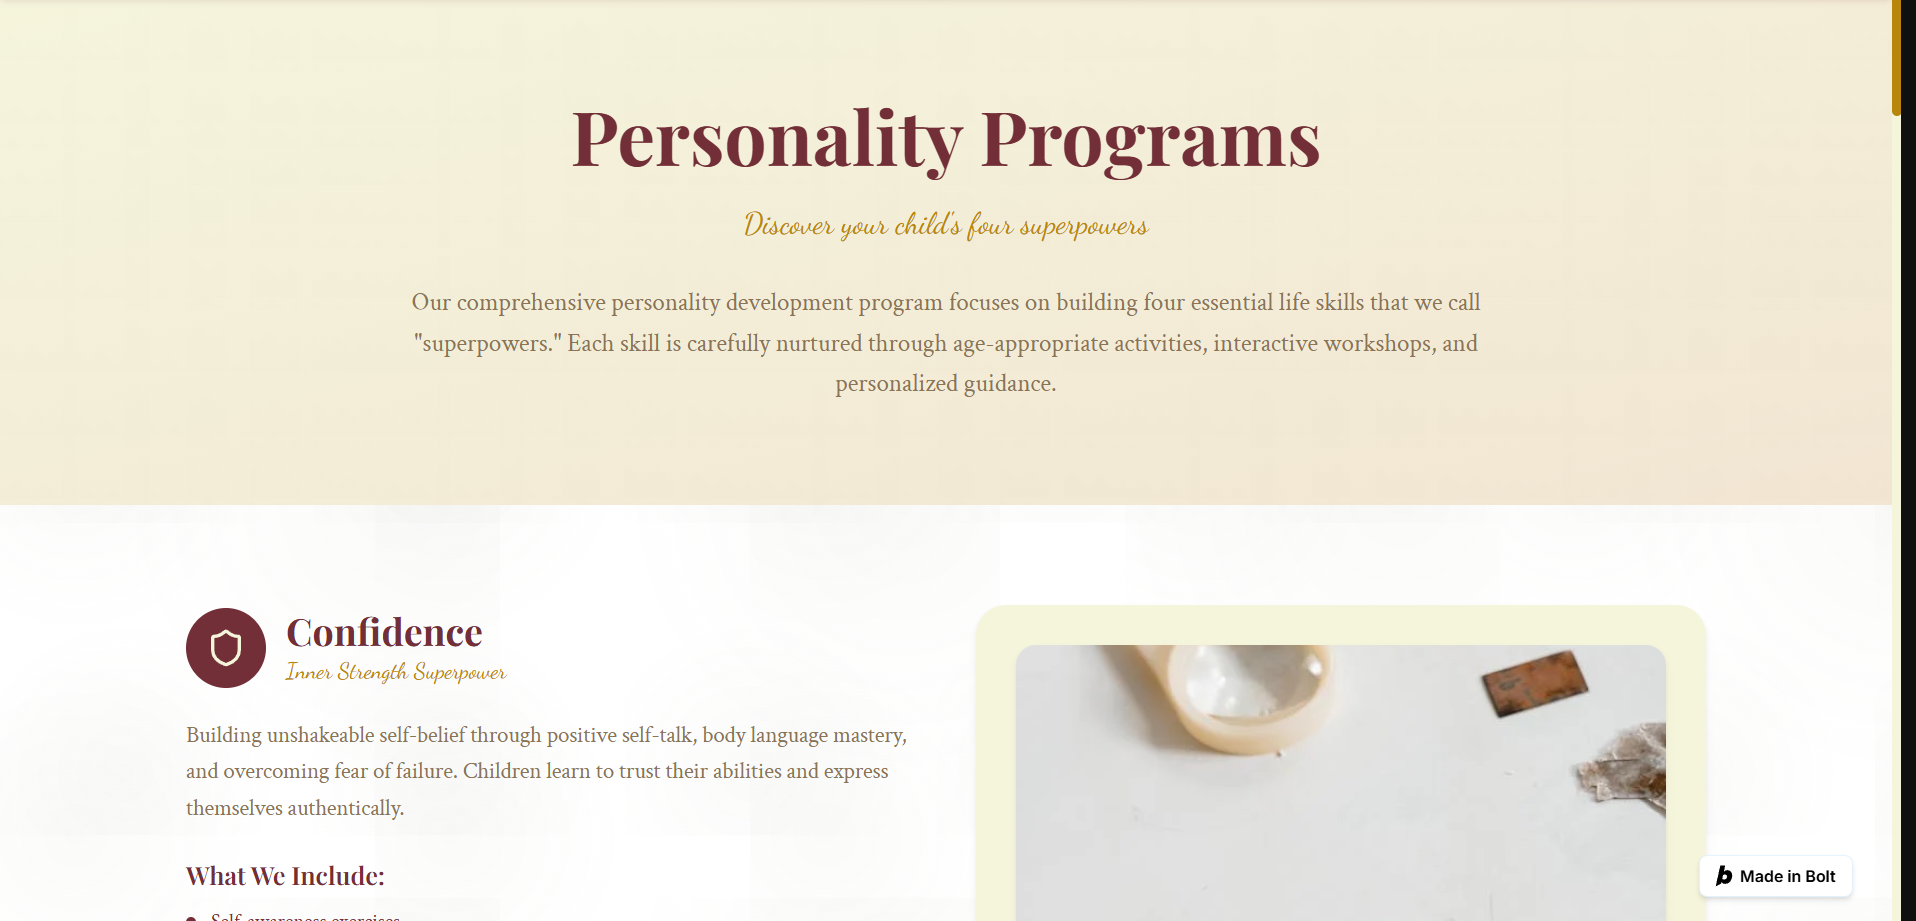 Personality Programs
Discover your child's four superpowers
Our comprehensive personality development program focuses on building four essential life skills that we call
"superpowers." Each skill is carefully nurtured through age-appropriate activities, interactive workshops, and
personalized guidance.
Confidence
Inner Strength Superpower
Building unshakeable self-belief through positive self-talk, body language mastery,
and overcoming fear of failure. Children learn to trust their abilities and express
themselves authentically.
What We Include:
Self-awareness exercises
b Made in Bolt